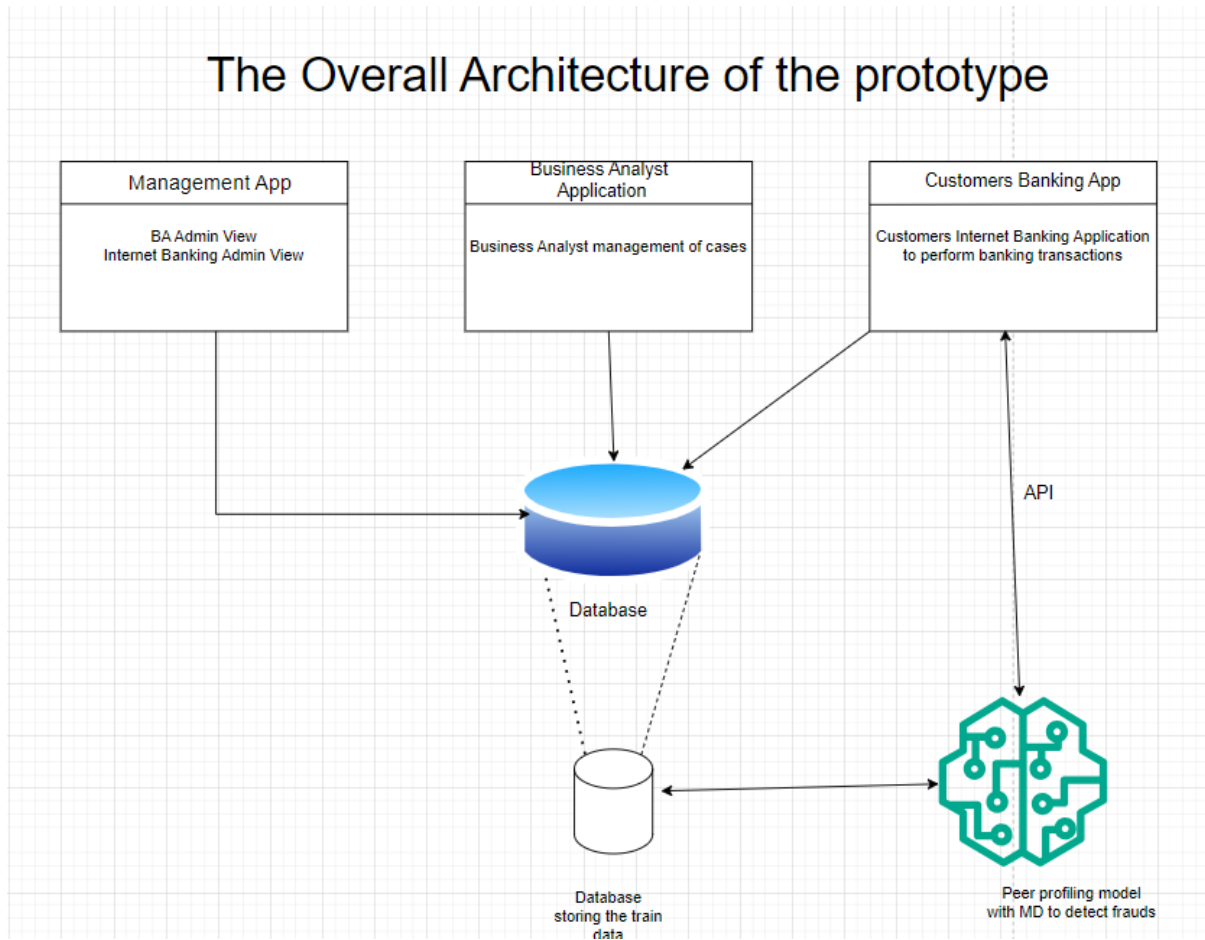 The Overall Architecture of the prototype
Management App
BA Admin View
Internet Banking Admin View
Business Analyst
Application
Business Analyst management of cases
Customers Banking App
Customers Internet Banking Application
to perform banking transactions
API
Database
Database
storing the train
data
Peer profiling model
with MD to detect frauds